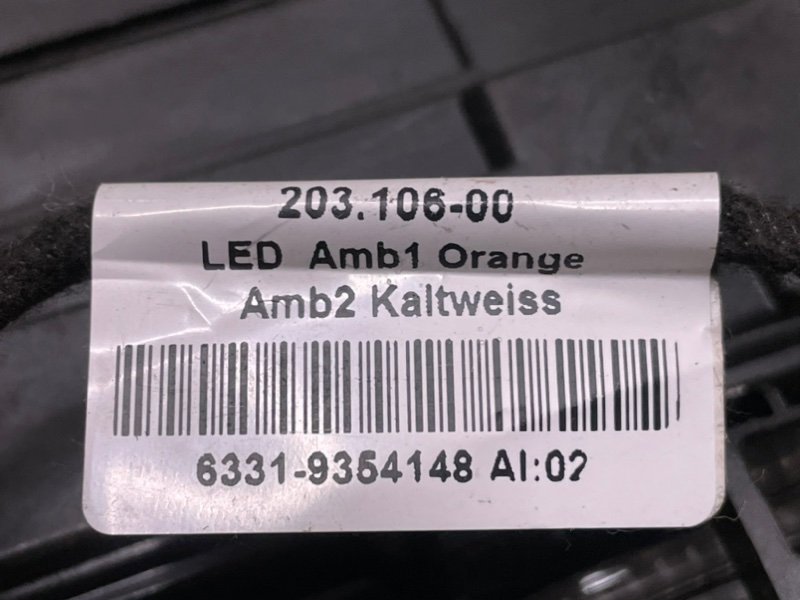 203.106-00
LED Amb1 Orange
Amb2 Kaltweiss
6331-9354148 AI:02